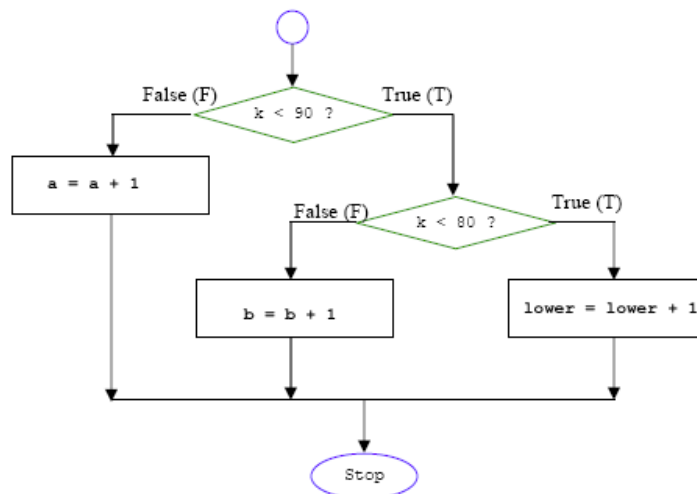 False (F)
True (T)
k < 90 ?
a = a + 1
False (F)
True (T)
k < 80 ?
b = b + 1
lower = lower + 1
Stop